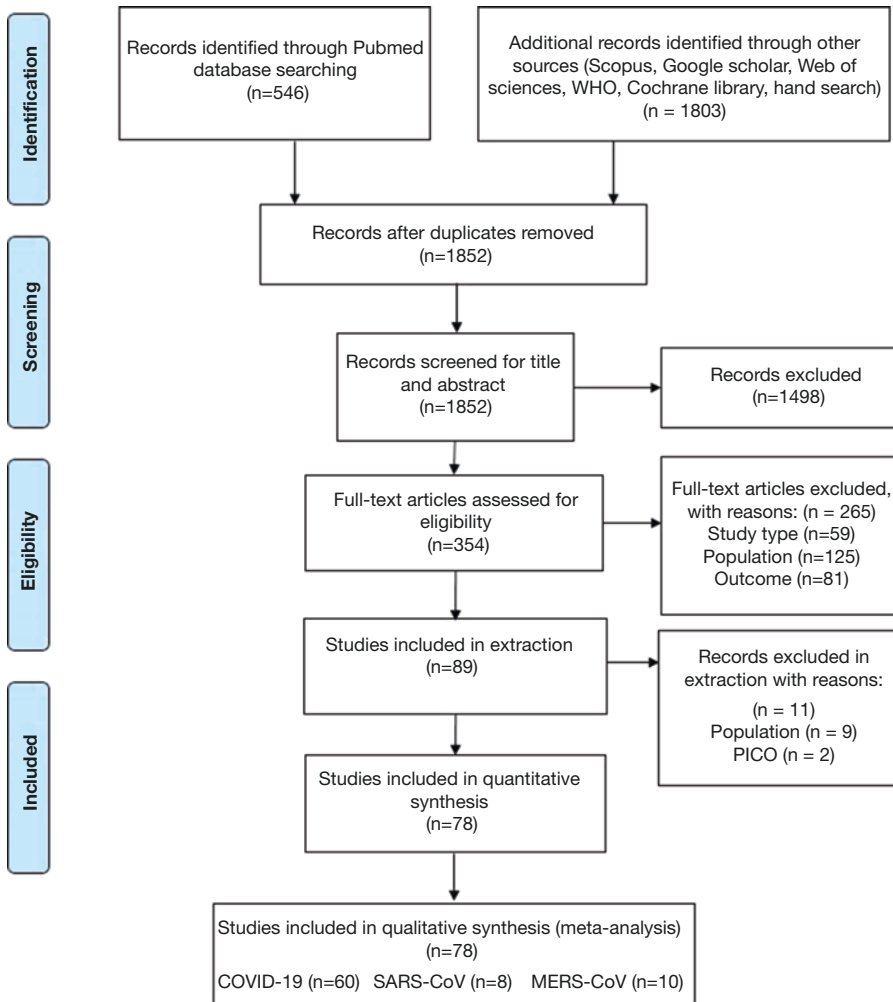 Identification
Records identified through Pubmed
database searching
(n=546)
Additional records identified through other
sources (Scopus, Google scholar, Web of
sciences, WHO, Cochrane library, hand search)
(n = 1803)
Records after duplicates removed
(n=1852)
Screening
Records screened for title
and abstract
(n=1852)
Records excluded
(n=1498)
Eligibility
Full-text articles assessed for
eligibility
(n=354)
Full-text articles excluded,
with reasons: (n = 265)
Study type (n=59)
Population (n=125)
Outcome (n=81)
Studies included in extraction
(n=89)
Records excluded in
extraction with reasons:
(n = 11)
Population (n = 9)
PICO (n = 2)
Included
Studies included in quantitative
synthesis
(n=78)
Studies included in qualitative synthesis (meta-analysis)
(n=78)
COVID-19 (n=60) SARS-CoV (n=8) MERS-CoV (n=10)